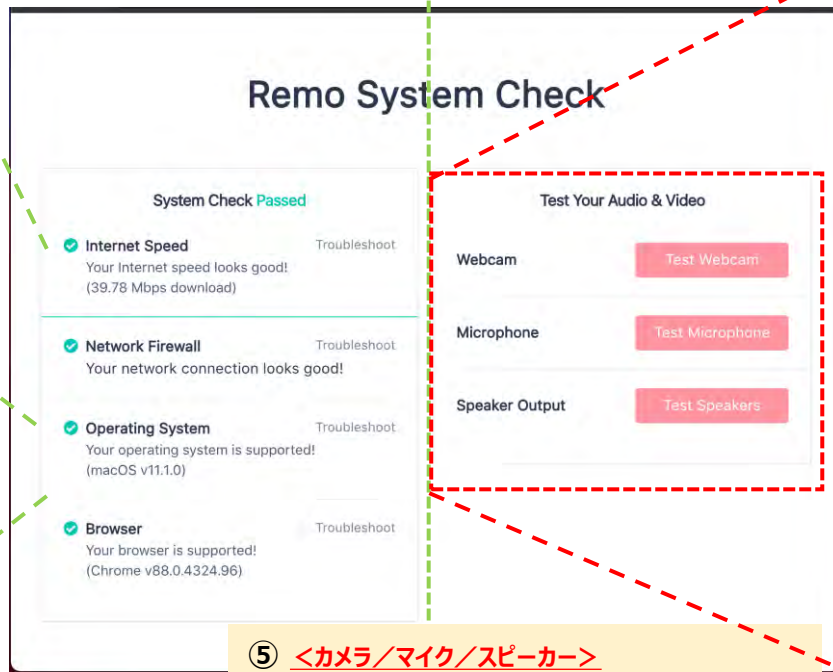 Remo System Check
System Check Passed
Internet Speed Troubleshoot
Your Internet speed looks good!
(39.78 Mbps download)
Network Firewall Troubleshoot
Your network connection looks good!
Operating System Troubleshoot
Your operating system is supported!
(macOS v11.1.0)
Browser Troubleshoot
Your browser is supported!
(Chrome v88.0.4324.96)
Test Your Audio & Video
Webcam Test Webcam
Microphone Test Microphone
Speaker Output Test Speakers
⑤ <カメラ／マイク／スピーカー>